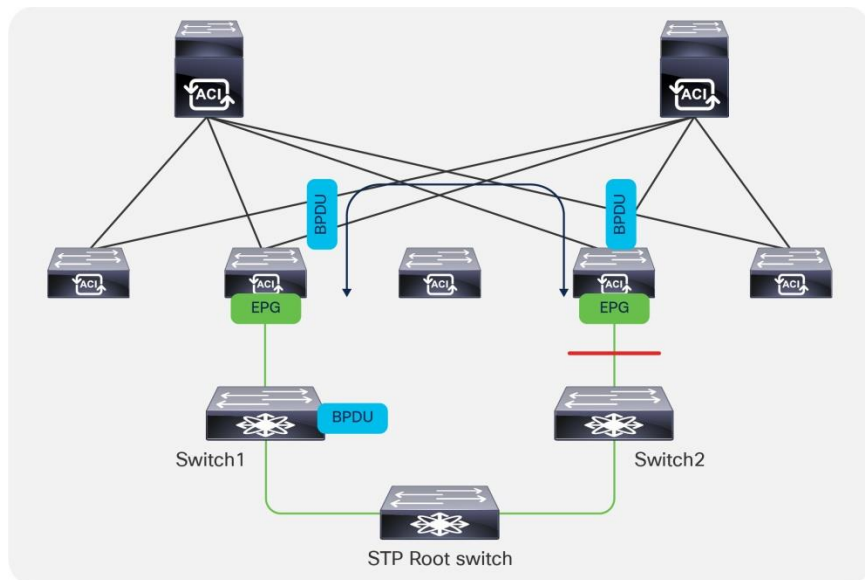 ACI
ACI
BPDU
BPDU
ACI
ACI
ACI
ACI
ACI
EPG
EPG
BPDU
Switch1
Switch2
STP Root switch